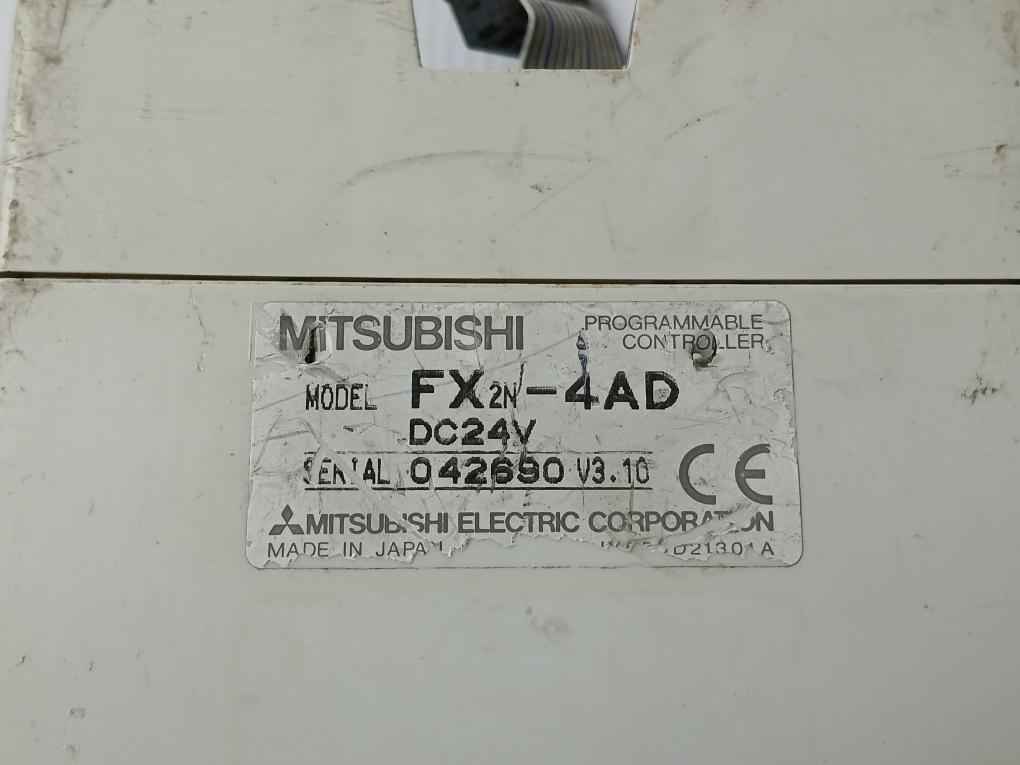 MITSUBISHI
PROGRAMMABLE
CONTROLLER
MODEL FX2N-4AD
DC24V
SERIAL 042690 V3.10
CE
MITSUBISHI ELECTRIC CORPORATION
MADE IN JAPAN